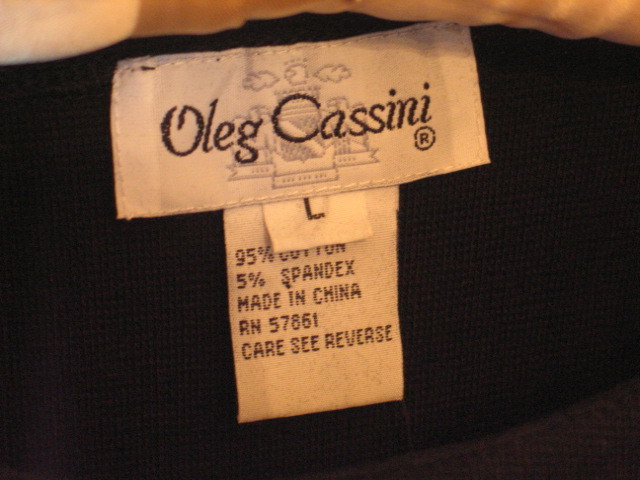 Oleg Cassini ®
L
95% COTTON
5% SPANDEX
MADE IN CHINA
RN 57861
CARE SEE REVERSE